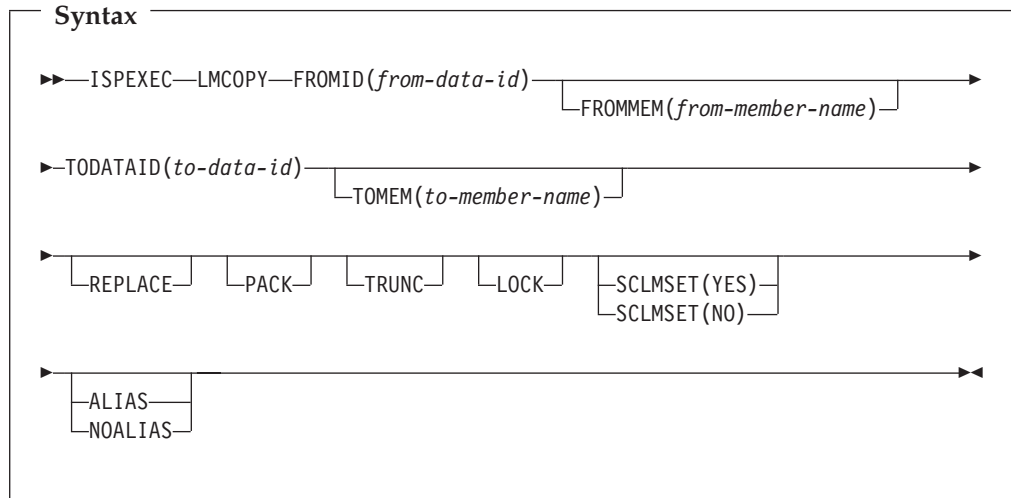 Syntax
ISPEXEC LMCOPY FROMID(from-data-id)
FROMMEM(from-member-name)
TODATAID(to-data-id)
TOMEM(to-member-name)
REPLACE PACK TRUNC LOCK SCLMSET(YES)
SCLMSET(NO)
ALIAS
NOALIAS